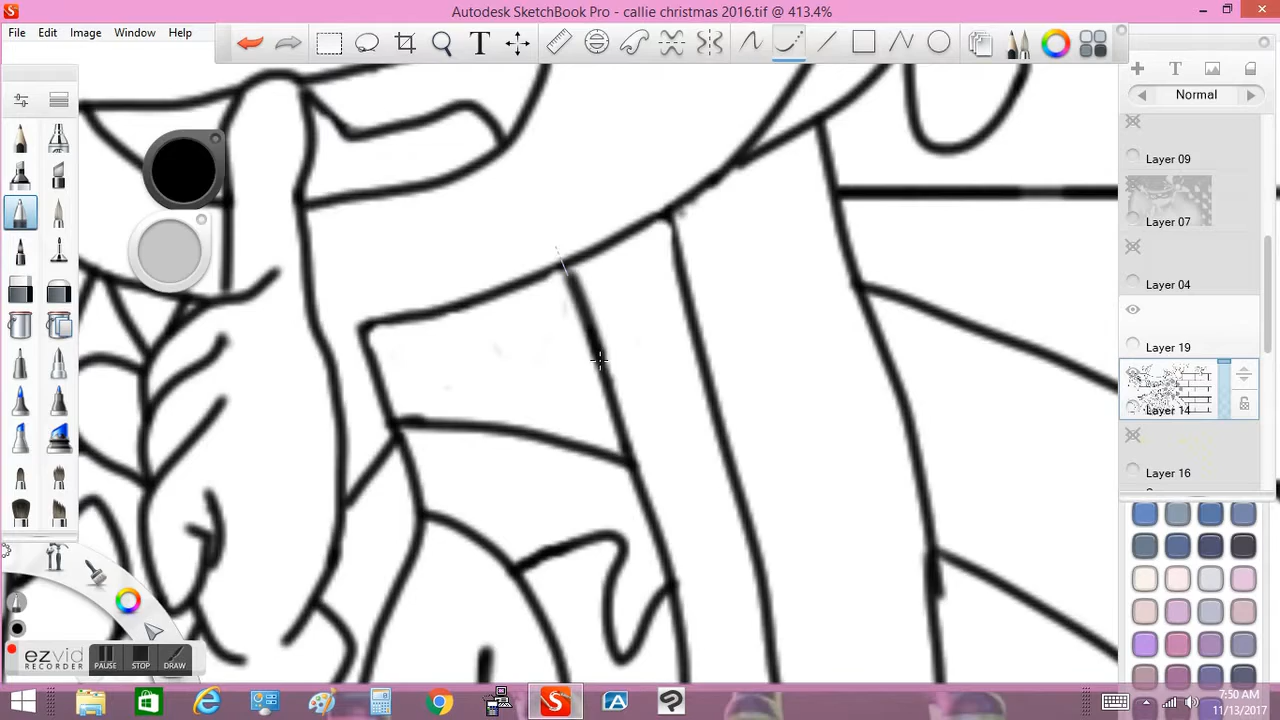 Autodesk SketchBook Pro - callie christmas 2016.tif @ 413.4%
File Edit Image Window Help
Normal
Layer 09
Layer 07
Layer 04
Layer 19
Layer 14
Layer 16
ezvid
RECORDER
PAUSE STOP DRAW
7:50 AM
11/13/2017